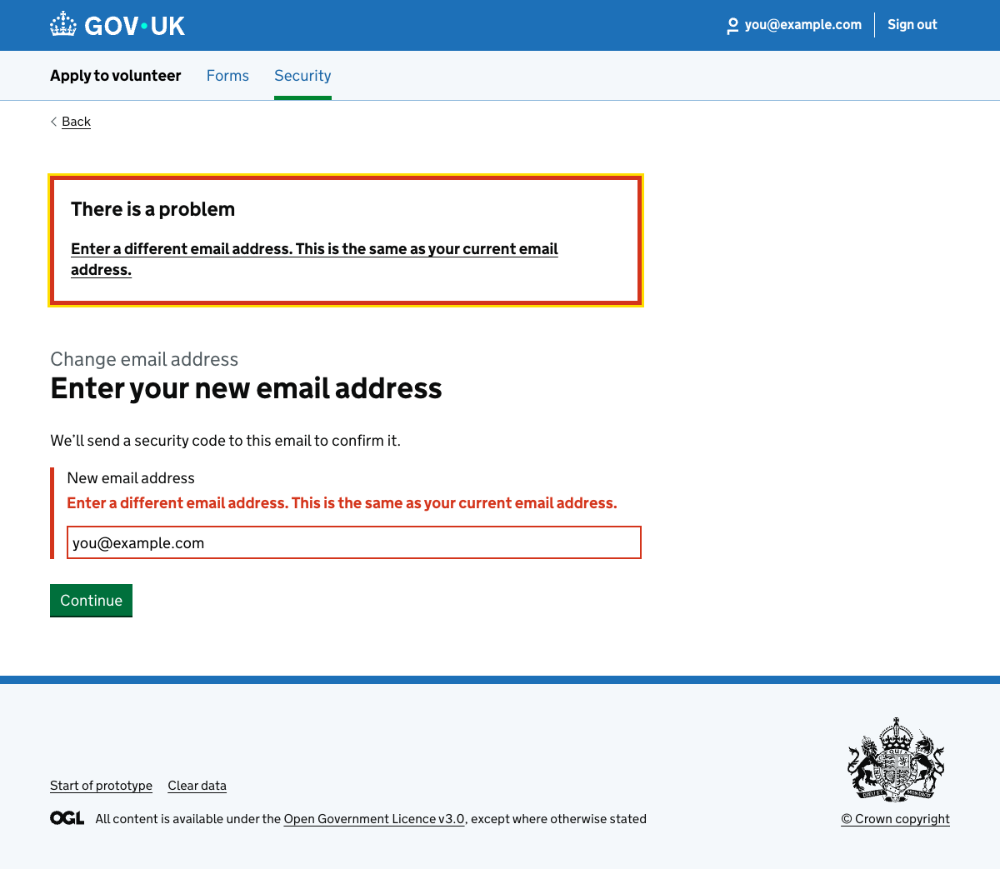 GOV·UK
you@example.com
Sign out
Apply to volunteer
Forms
Security
Back
There is a problem
Enter a different email address. This is the same as your current email
address.
Change email address
Enter your new email address
We’ll send a security code to this email to confirm it.
New email address
Enter a different email address. This is the same as your current email address.
you@example.com
Continue
Start of prototype
Clear data
OGL
All content is available under the Open Government Licence v3.0, except where otherwise stated
© Crown copyright